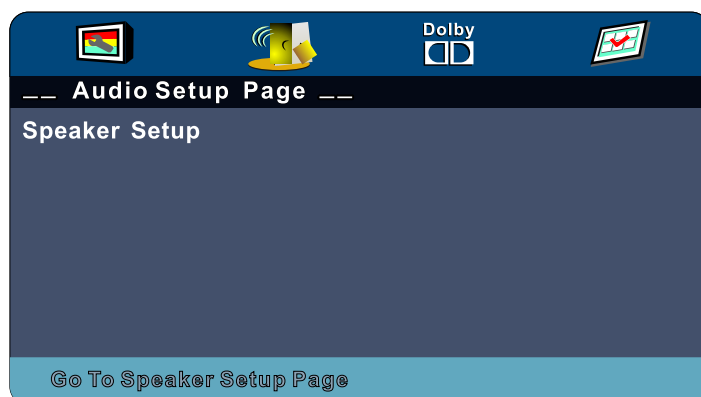 Dolby
__ Audio Setup Page __
Speaker Setup
Go To Speaker Setup Page